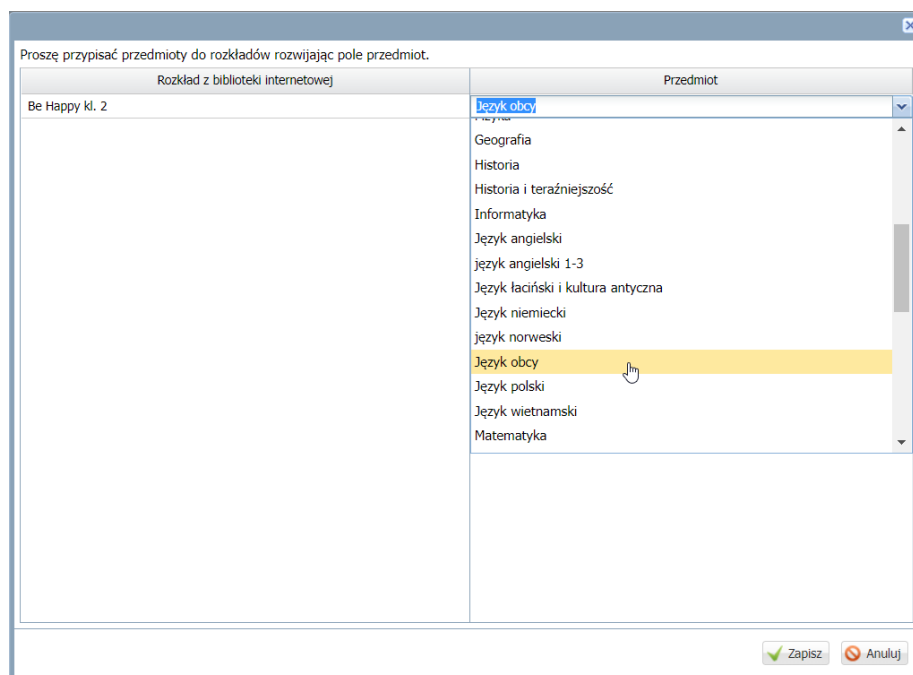 Proszę przypisać przedmioty do rozkładów rozwijając pole przedmiot.
Rozkład z biblioteki internetowej Przedmiot
Be Happy kl. 2 Język obcy
Geografia
Historia
Historia i teraźniejszość
Informatyka
Język angielski
język angielski 1-3
Język łaciński i kultura antyczna
Język niemiecki
język norweski
Język obcy
Język polski
Język wietnamski
Matematyka
Zapisz Anuluj